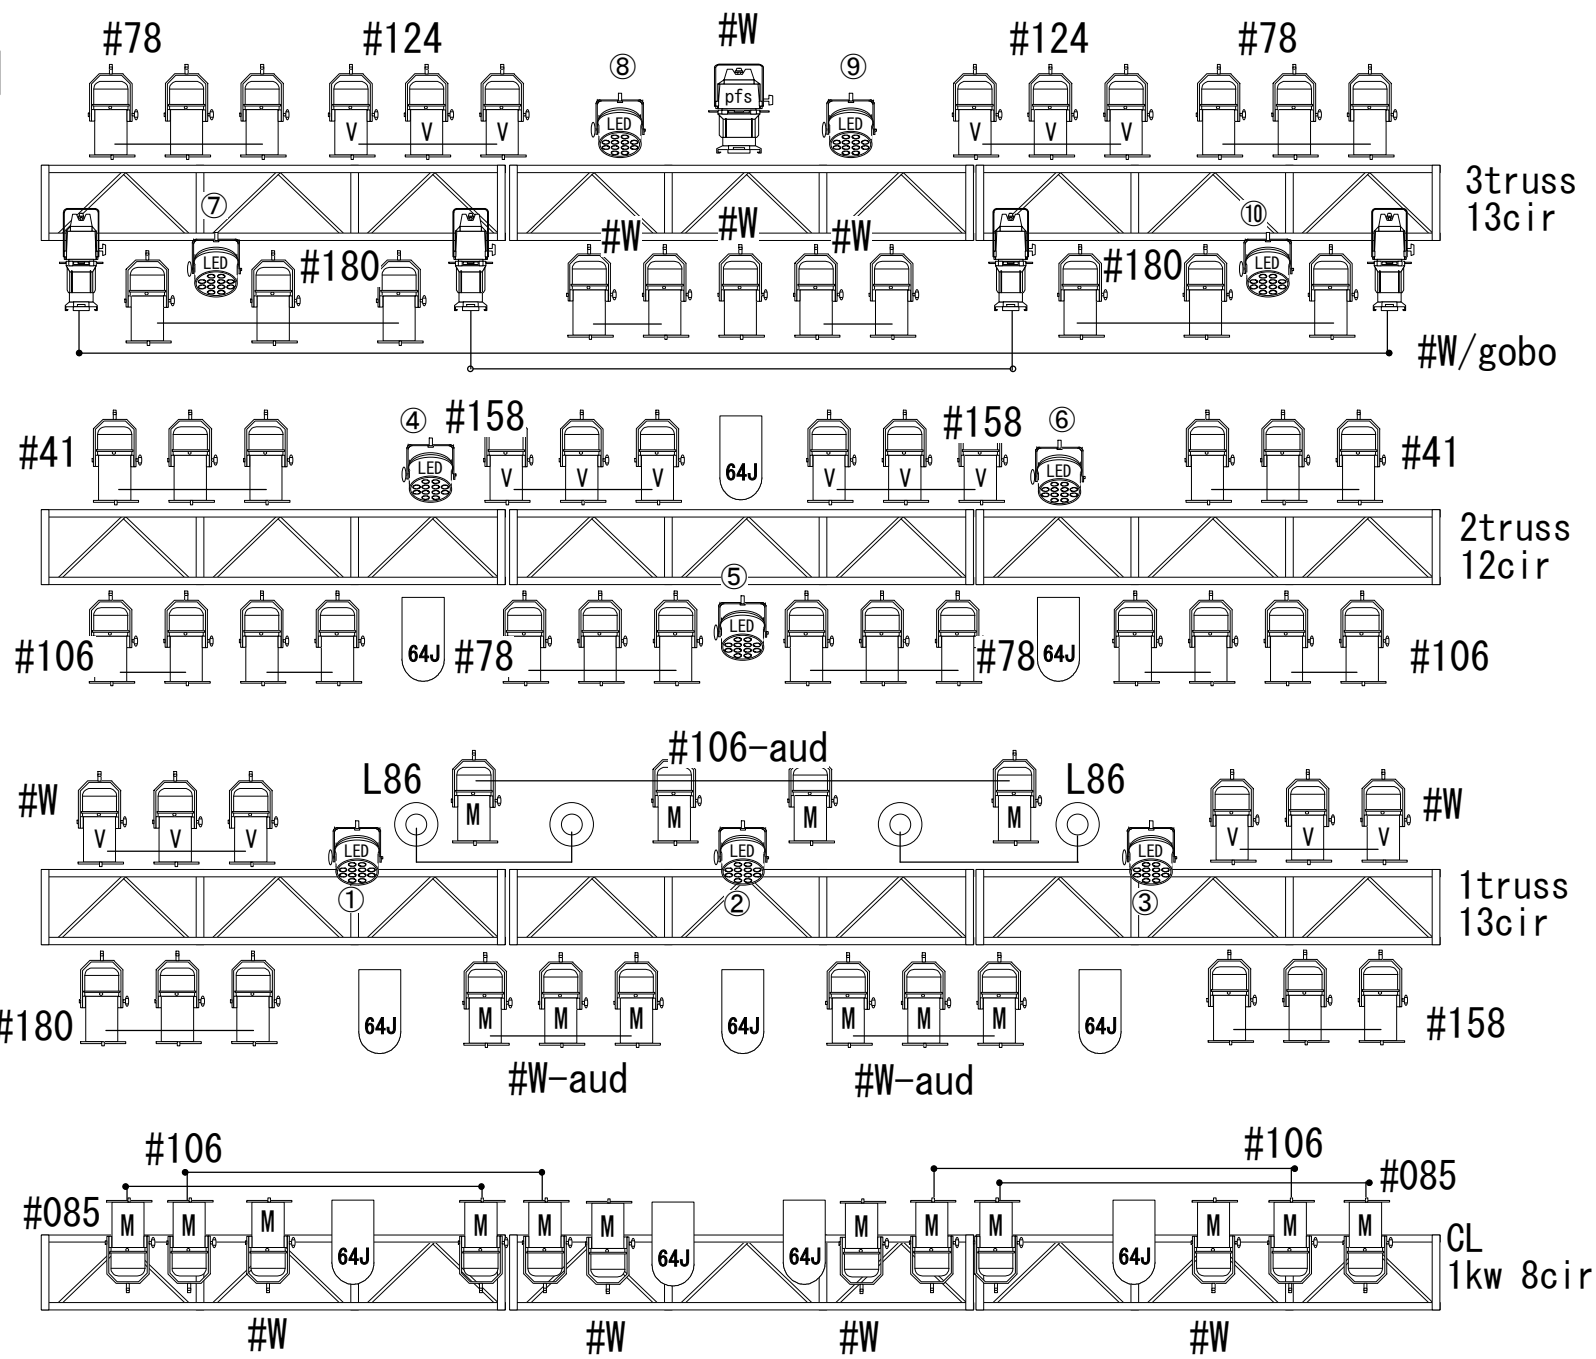 #78 #124 #W #124 #78
⑧ ⑨
pfs
LED LED
V V V V V V
3truss
13cir
⑦ ⑩
#W #W #W
LED #180 #180 LED
#W/gobo
#158 #158
④ ⑥
#41 LED V V V 64J V V V LED #41
2truss
12cir
⑤
LED
#106 64J #78 #78 64J #106
#106-aud
L86 L86
#W #W
M M M M
V V V V V V
LED LED LED
① ② ③
1truss
13cir
#180 64J M M M 64J M M M 64J #158
#W-aud #W-aud
#106 #106
#085 #085
M M M M M M M M M M M M
64J 64J 64J 64J
CL
1kw 8cir
#W #W #W #W